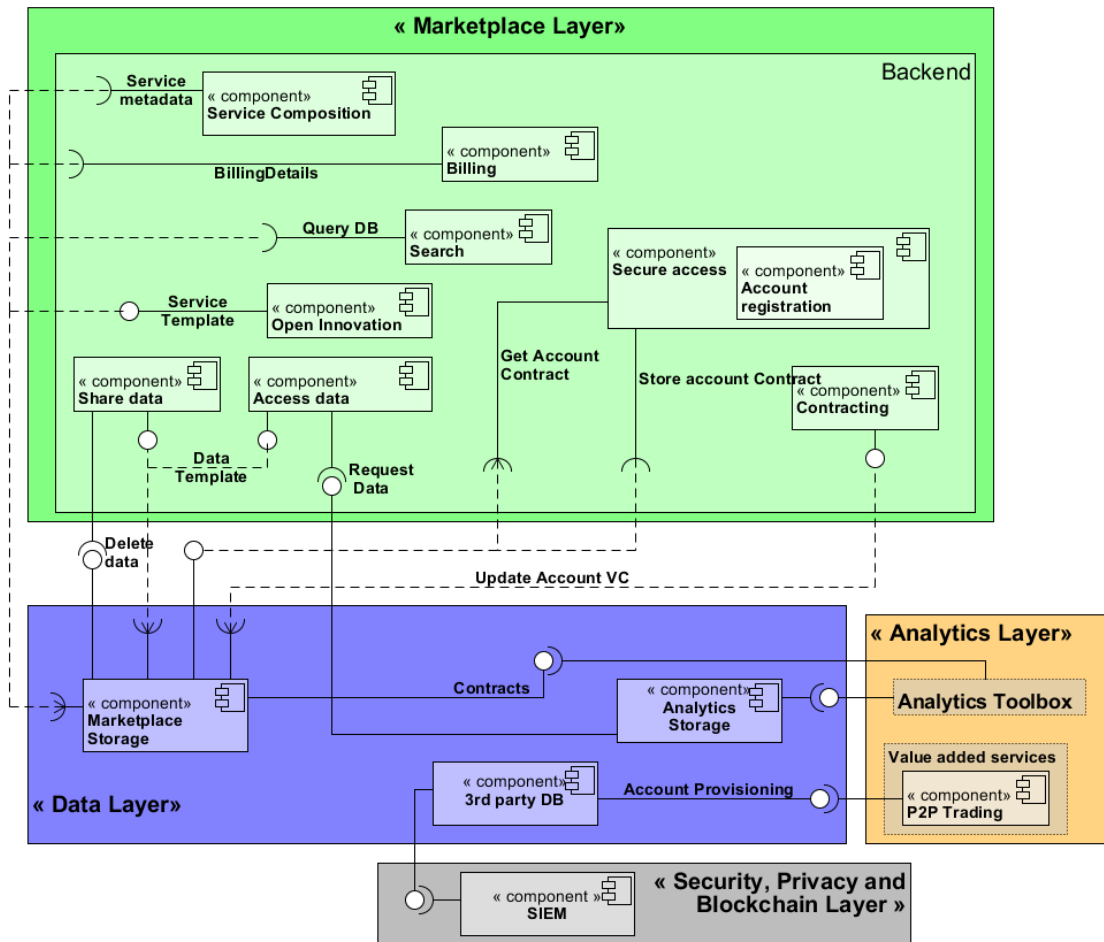 « Marketplace Layer»
Backend
Service
metadata
« component»
Service Composition
BillingDetails
« component»
Billing
Query DB
« component»
Search
« component»
Secure access
« component»
Account
registration
Service
Template
« component»
Open Innovation
Get Account
Contract
Store account Contract
« component»
Share data
« component»
Access data
« component»
Contracting
Data
Template
Request
Data
Delete
data
Update Account VC
« Data Layer»
« component»
Marketplace
Storage
Contracts
« component»
Analytics
Storage
« component»
3rd party DB
Account Provisioning
« Analytics Layer»
Analytics Toolbox
Value added services
« component»
P2P Trading
« component »
SIEM
« Security, Privacy and
Blockchain Layer »